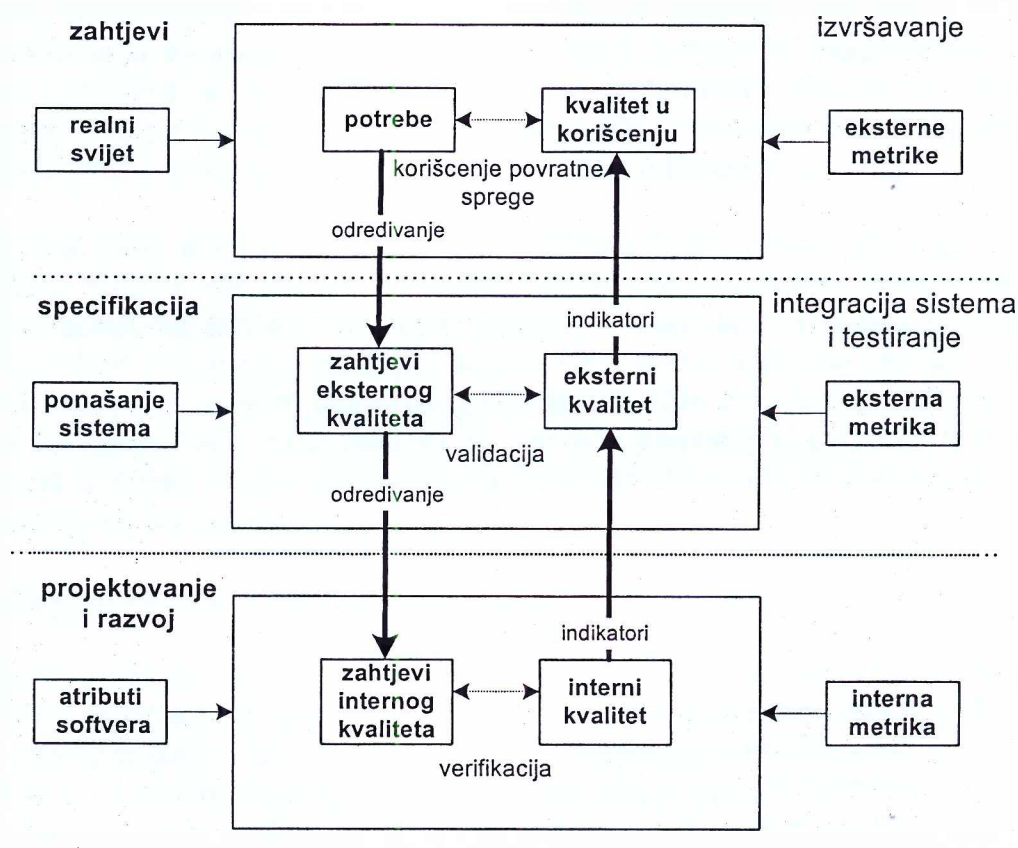 zahtjevi
izvršavanje
realni
svijet
potrebe
kvalitet u
korišcenju
eksterne
metrike
korišcenje povratne
sprege
odredivanje
specifikacija
integracija sistema
i testiranje
indikatori
ponašanje
sistema
zahtjevi
eksternog
kvaliteta
eksterni
kvalitet
eksterna
metrika
validacija
odredivanje
projektovanje
i razvoj
indikatori
atributi
softvera
zahtjevi
internog
kvaliteta
interni
kvalitet
interna
metrika
verifikacija